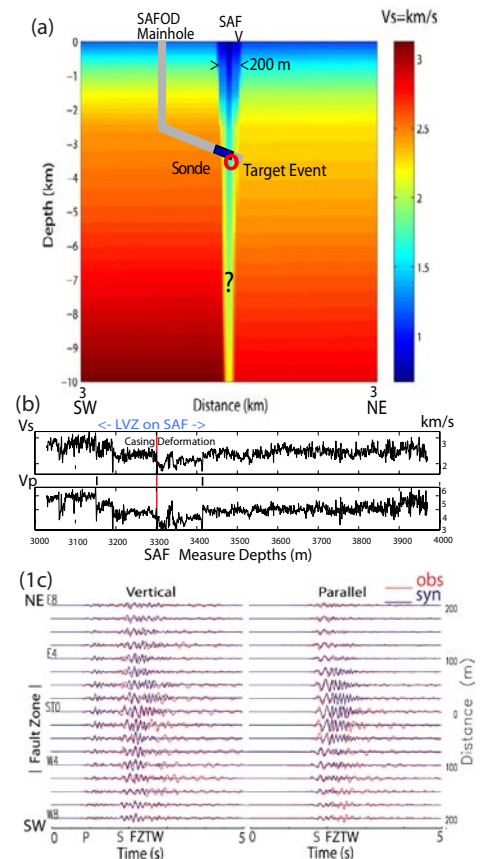 (a)
SAFOD
Mainhole
SAF
V
Vs=km/s
> <200 m
Sonde
Target Event
?
0
-1
-2
-3
-4
-5
-6
-7
-8
-9
-10
Depth (km)
3
2.5
2
1.5
1
3
3
SW
Distance (km)
NE
(b)
<- LVZ on SAF ->
km/s
Vs
Casing Deformation
3
2
Vp
6
5
4
3
3000 3100 3200 3300 3400 3500 3600 3700 3800 3900 4000
SAF Measure Depths (m)
(1c)
Vertical
Parallel
obs
syn
NE
E8
E4
ST0
W4
W8
SW
| Fault Zone |
200
100
0
100
200
Distance (m)
0 P S FZTW 5
0 S FZTW 5
Time (s)
Time (s)